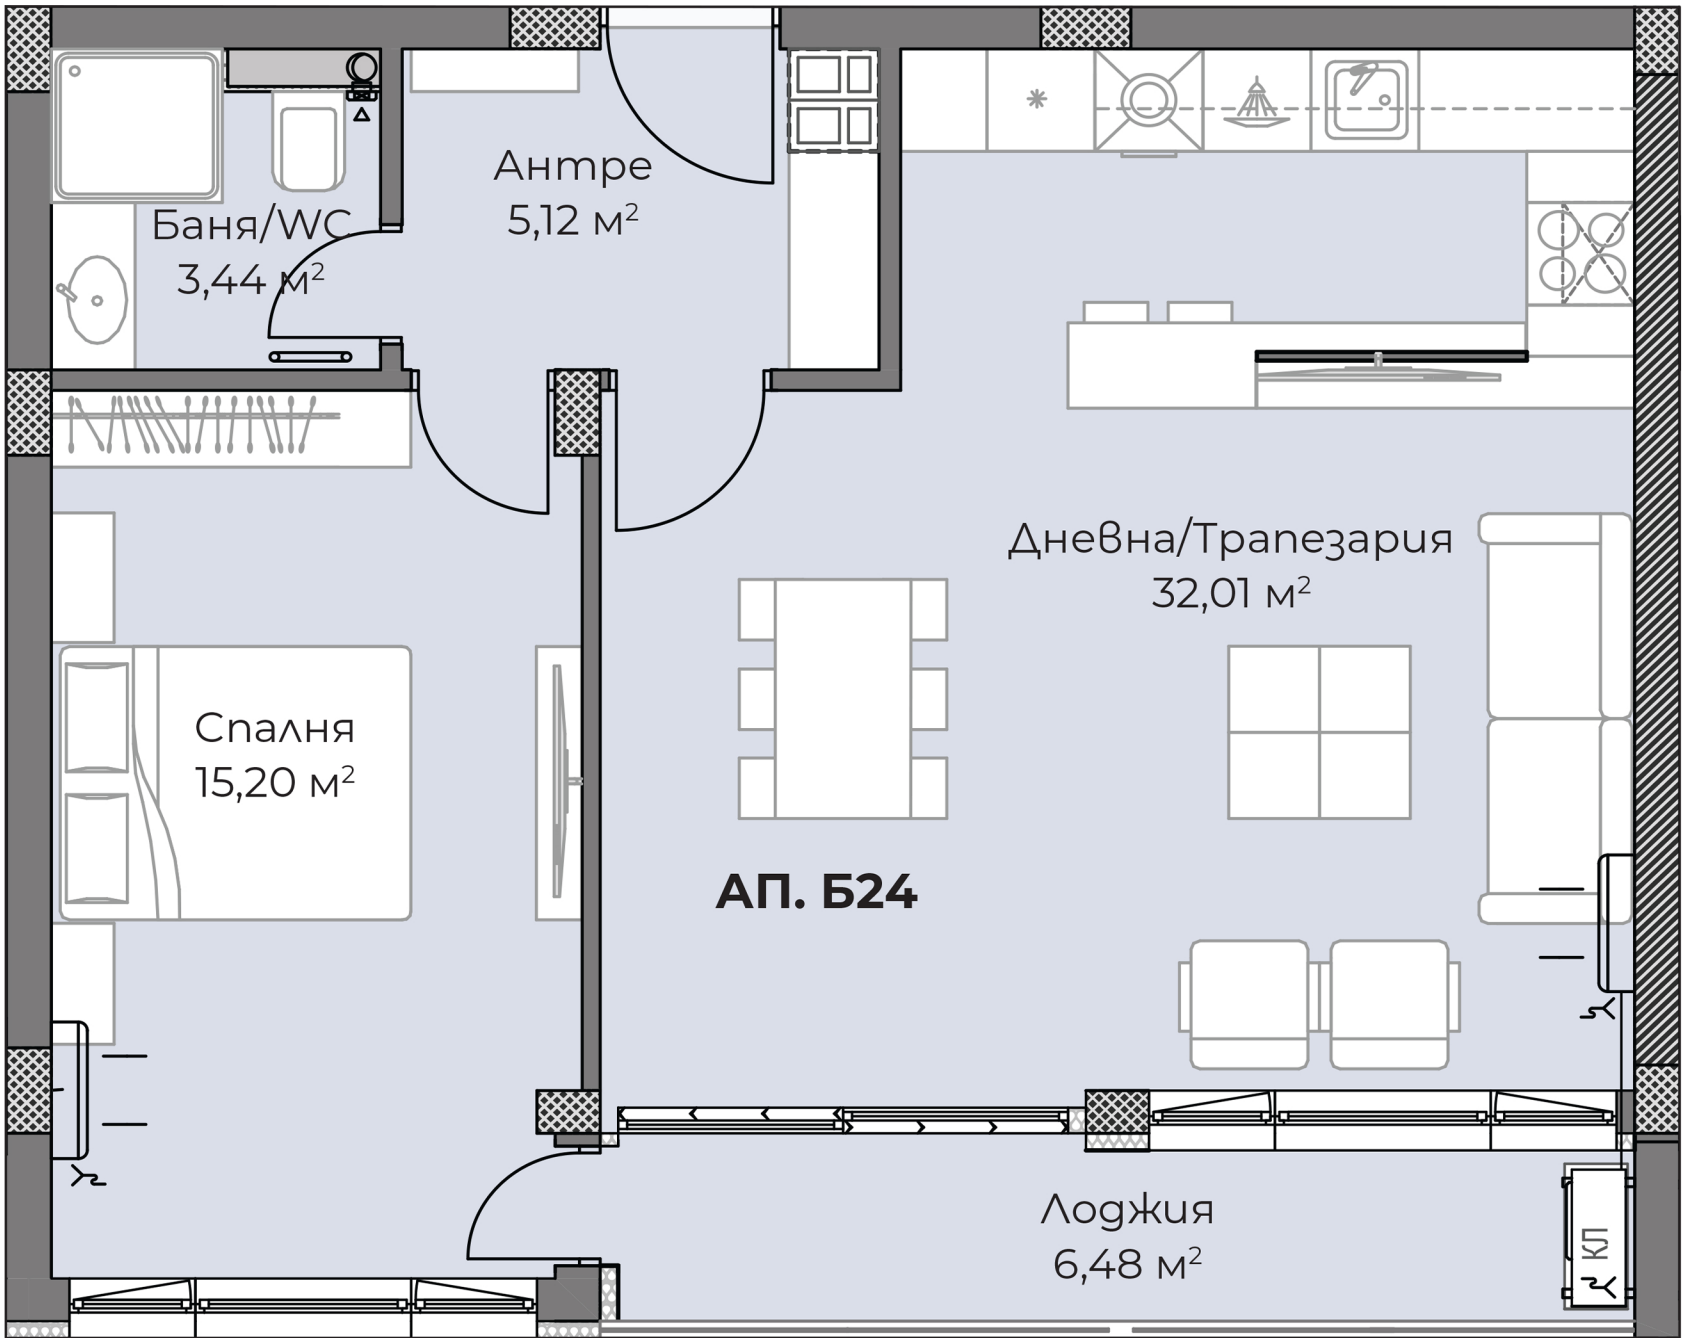 Антре
5,12 м²
Баня/WC
3,44 м²
Дневна/Трапезария
32,01 м²
Спалня
15,20 м²
АП. Б24
Лоджия
6,48 м²
КЛ